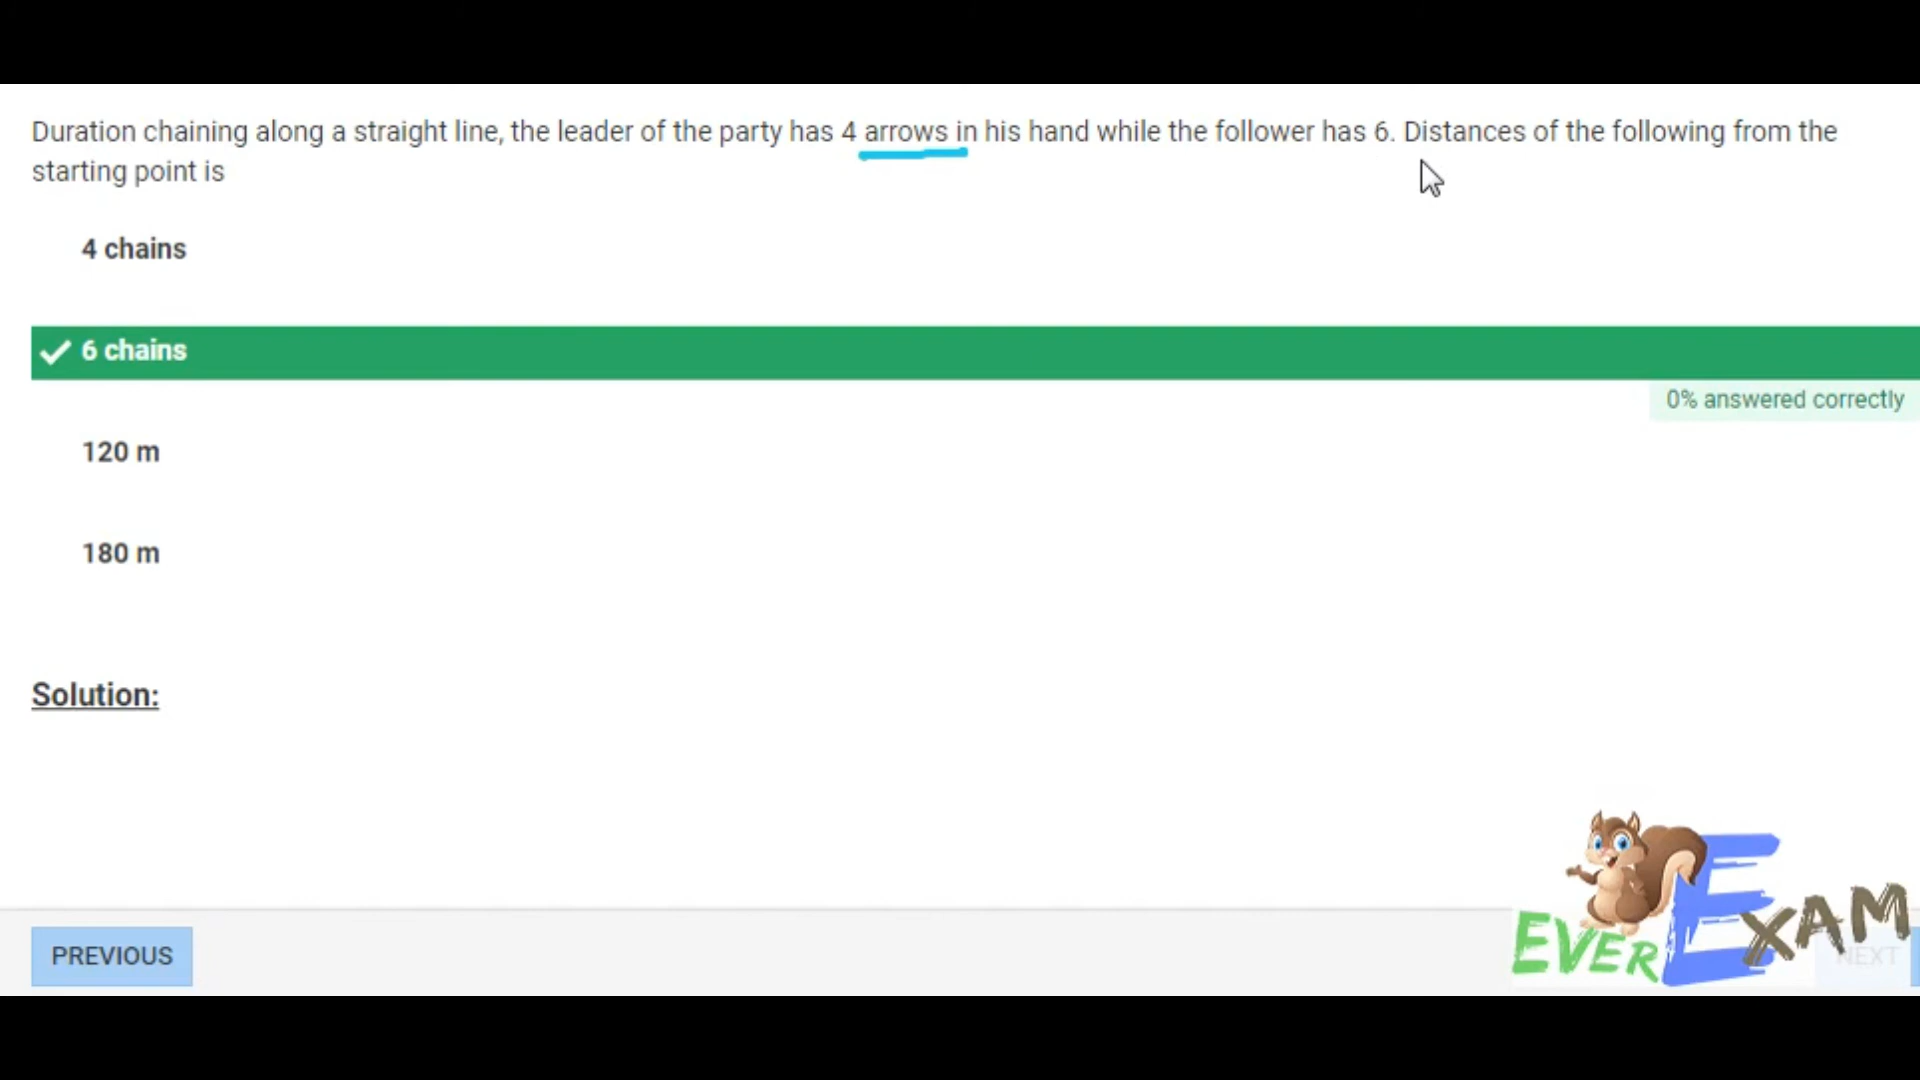 Duration chaining along a straight line, the leader of the party has 4 arrows in his hand while the follower has 6. Distances of the following from the
starting point is
4 chains
6 chains
0% answered correctly
120 m
180 m
Solution:
PREVIOUS
EVER EXAM
NEXT